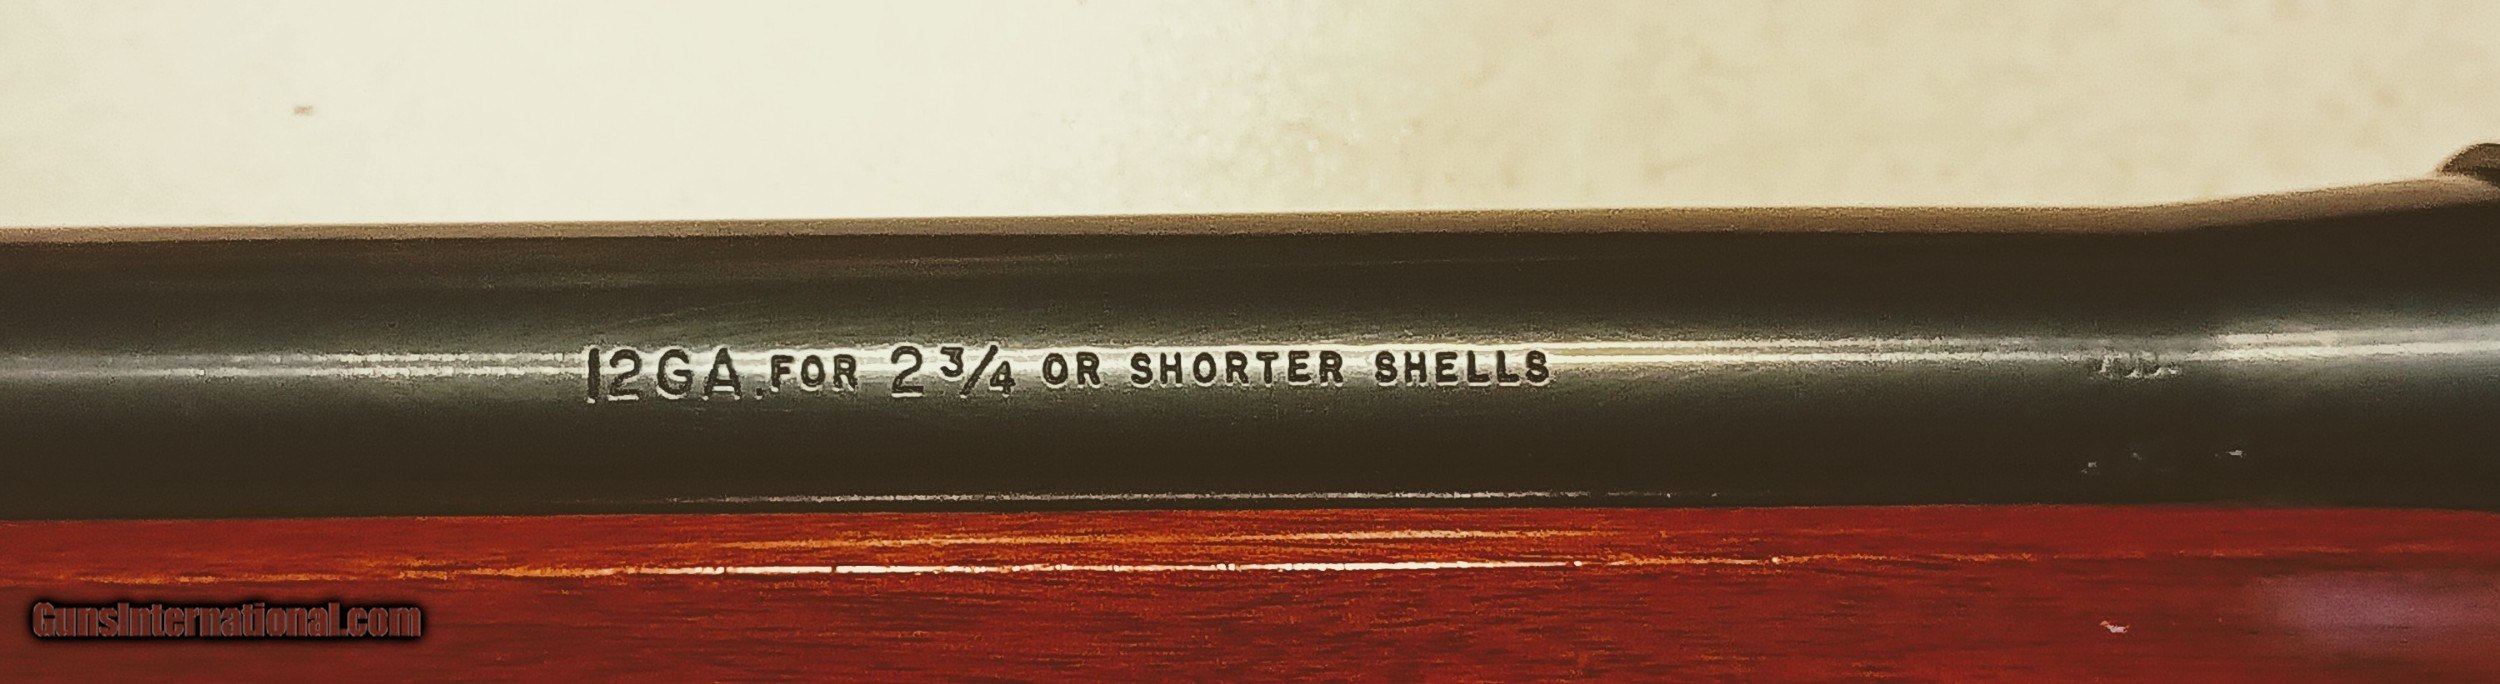 12GA. FOR 2 3/4 OR SHORTER SHELLS
GunsInternational.com